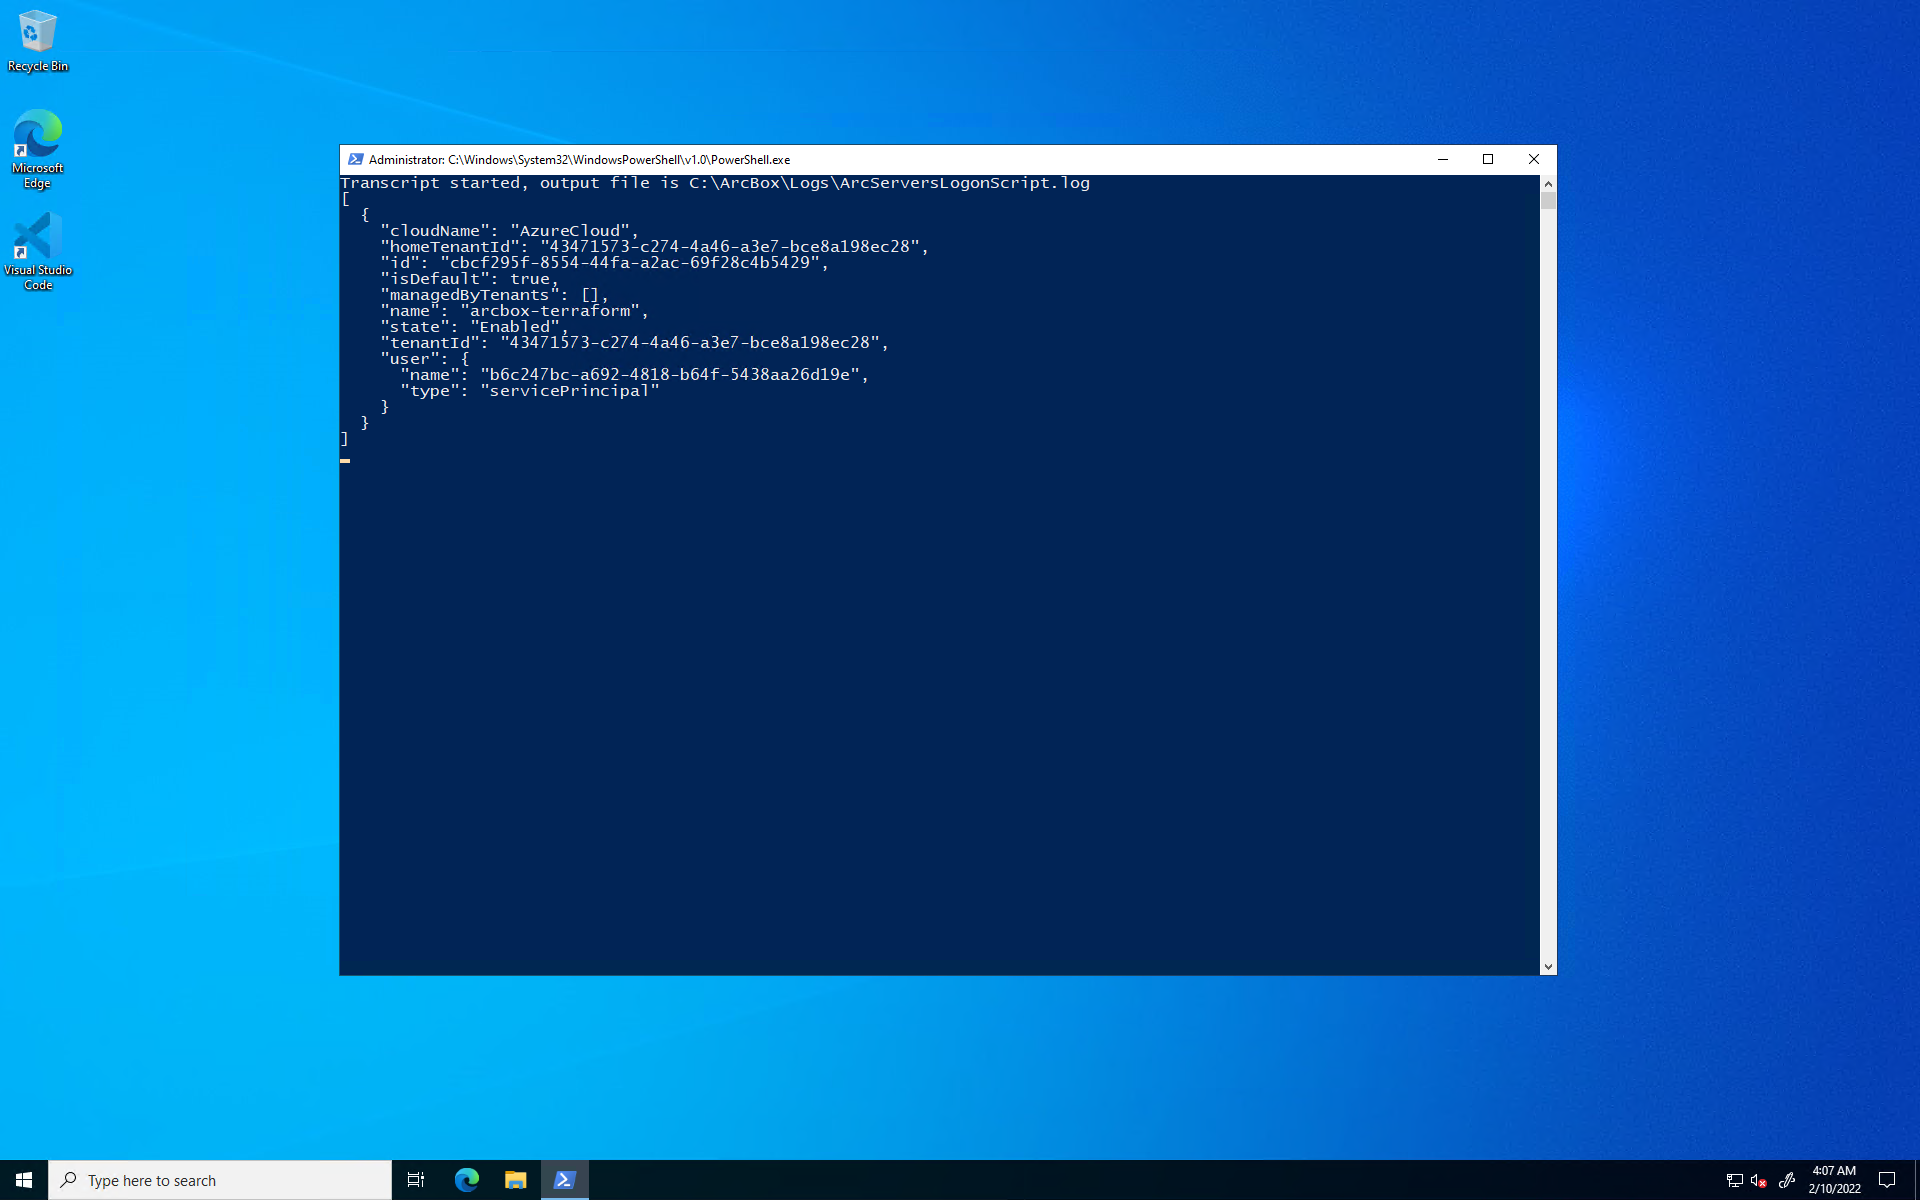 Recycle Bin
Microsoft
Edge
Visual Studio
Code
Administrator: C:\Windows\System32\WindowsPowerShell\v1.0\PowerShell.exe
Transcript started, output file is C:\ArcBox\Logs\ArcServersLogonScript.log
[
  {
    "cloudName": "AzureCloud",
    "homeTenantId": "43471573-c274-4a46-a3e7-bce8a198ec28",
    "id": "cbcf295f-8554-44fa-a2ac-69f28c4b5429",
    "isDefault": true,
    "managedByTenants": [],
    "name": "arcbox-terraform",
    "state": "Enabled",
    "tenantId": "43471573-c274-4a46-a3e7-bce8a198ec28",
    "user": {
      "name": "b6c247bc-a692-4818-b64f-5438aa26d19e",
      "type": "servicePrincipal"
    }
  }
]
Type here to search
4:07 AM
2/10/2022